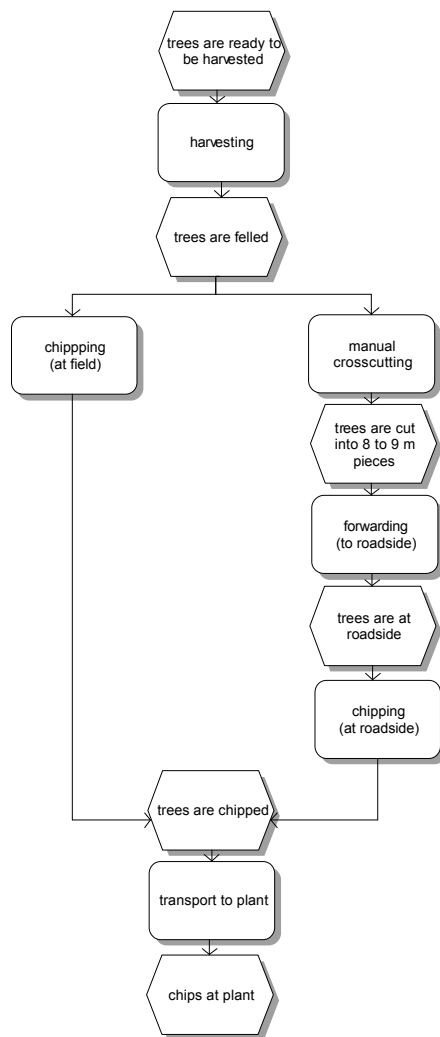 trees are ready to
be harvested
harvesting
trees are felled
chippping
(at field)
manual
crosscutting
trees are cut
into 8 to 9 m
pieces
forwarding
(to roadside)
trees are at
roadside
chipping
(at roadside)
trees are chipped
transport to plant
chips at plant